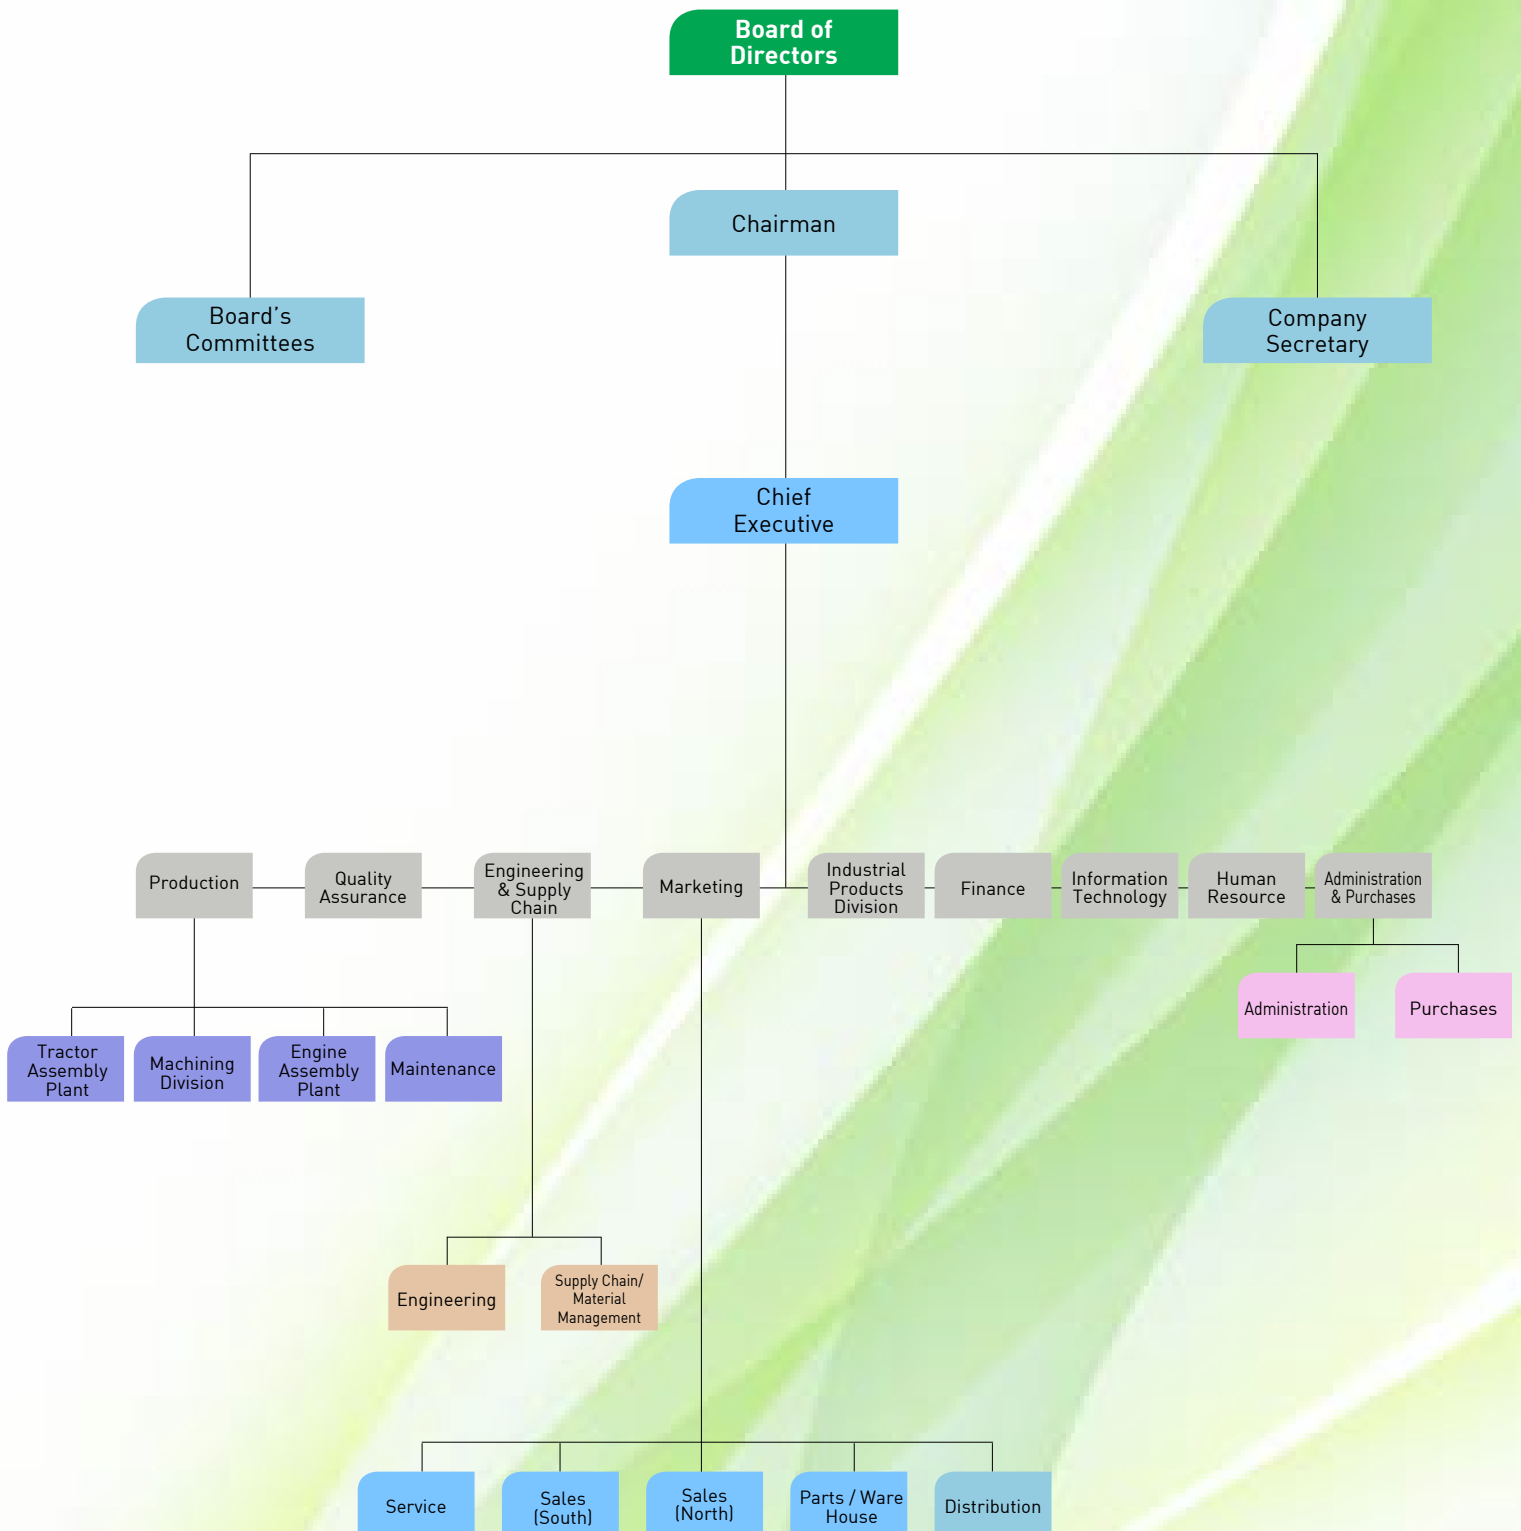 Board of
Directors
Chairman
Board's
Committees
Company
Secretary
Chief
Executive
Production
Quality
Assurance
Engineering
& Supply
Chain
Marketing
Industrial
Products
Division
Finance
Information
Technology
Human
Resource
Administration
& Purchases
Administration
Purchases
Tractor
Assembly
Plant
Machining
Division
Engine
Assembly
Plant
Maintenance
Engineering
Supply Chain/
Material
Management
Service
Sales
(South)
Sales
(North)
Parts / Ware
House
Distribution